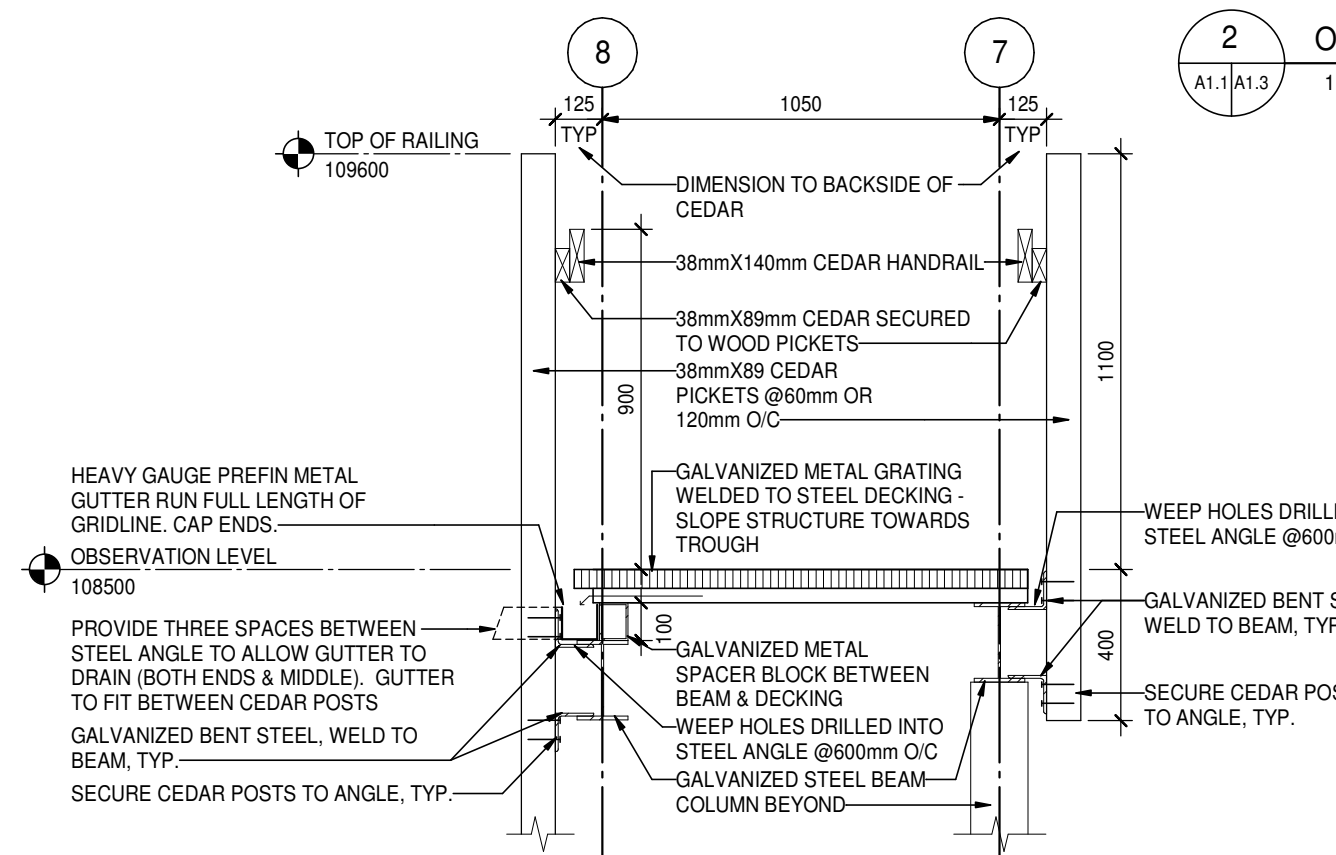 8
7
2
A1.1
A1.3
125
TYP
1050
125
TYP
TOP OF RAILING
109600
DIMENSION TO BACKSIDE OF
CEDAR
38mmX140mm CEDAR HANDRAIL
38mmX89mm CEDAR SECURED
TO WOOD PICKETS
38mmX89 CEDAR
PICKETS @60mm OR
120mm O/C
900
1100
GALVANIZED METAL GRATING
WELDED TO STEEL DECKING -
SLOPE STRUCTURE TOWARDS
TROUGH
HEAVY GAUGE PREFIN METAL
GUTTER RUN FULL LENGTH OF
GRIDLINE. CAP ENDS.
OBSERVATION LEVEL
108500
PROVIDE THREE SPACES BETWEEN
STEEL ANGLE TO ALLOW GUTTER TO
DRAIN (BOTH ENDS & MIDDLE). GUTTER
TO FIT BETWEEN CEDAR POSTS
GALVANIZED BENT STEEL, WELD TO
BEAM, TYP.
SECURE CEDAR POSTS TO ANGLE, TYP.
100
GALVANIZED METAL
SPACER BLOCK BETWEEN
BEAM & DECKING
WEEP HOLES DRILLED INTO
STEEL ANGLE @600mm O/C
GALVANIZED STEEL BEAM
COLUMN BEYOND
400
WEEP HOLES
STEEL ANGLE
GALVANIZED BENT
WELD TO BEAM,
SECURE CEDAR
TO ANGLE, TYP.